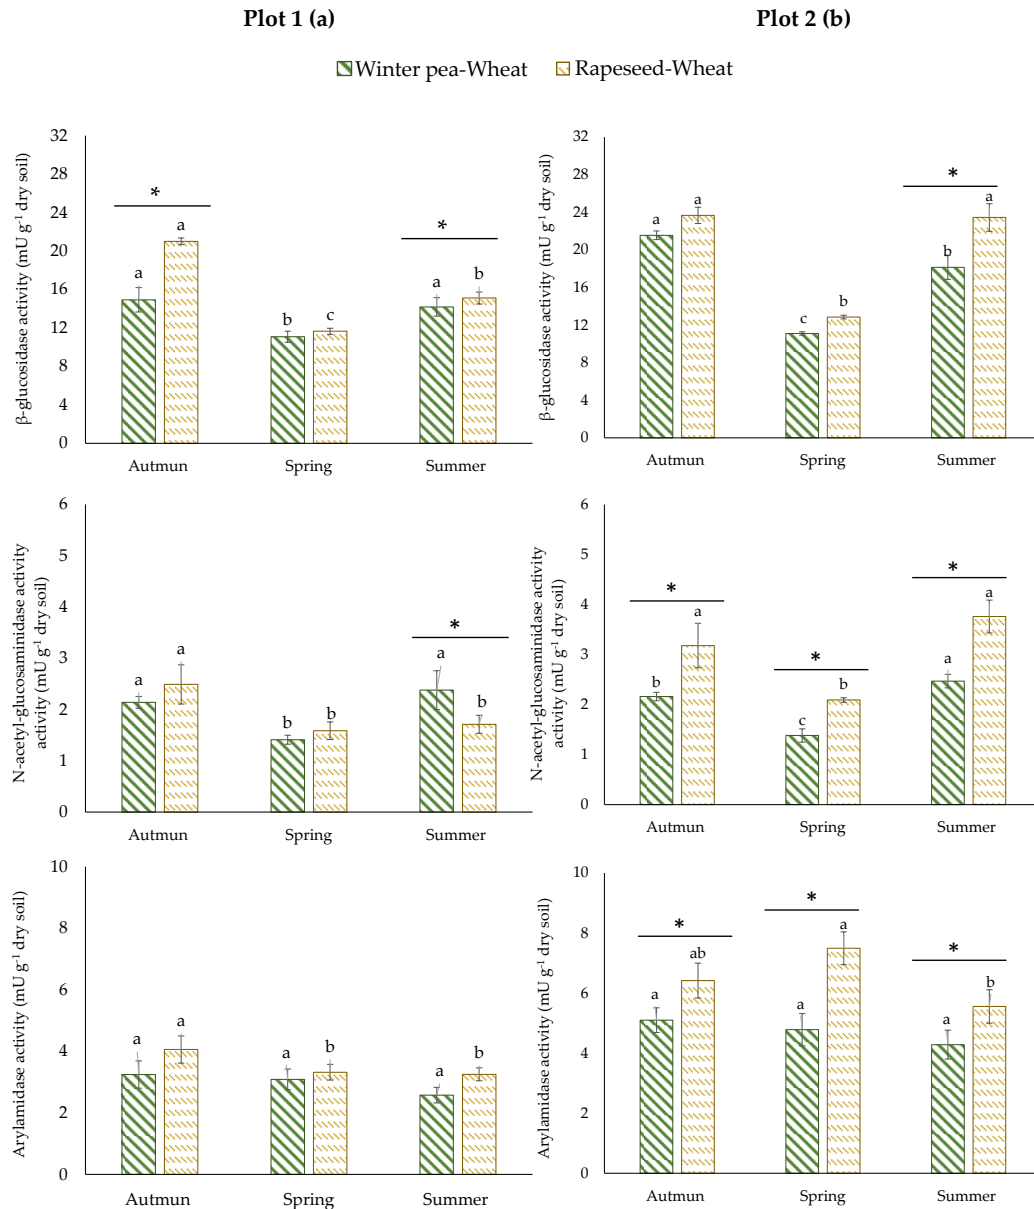 Plot 1 (a)
Plot 2 (b)
Winter pea-Wheat
Rapeseed-Wheat
β-glucosidase activity (mU g-1 dry soil)
32
28
24
20
16
12
8
4
0
*
a
a
b
c
*
a
b
Autmun
Spring
Summer
β-glucosidase activity (mU g-1 dry soil)
32
28
24
20
16
12
8
4
0
a
a
c
b
*
b
a
Autmun
Spring
Summer
N-acetyl-glucosaminidase activity
activity (mU g-1 dry soil)
6
5
4
3
2
1
0
a
a
b
b
*
a
b
Autmun
Spring
Summer
N-acetyl-glucosaminidase activity
activity (mU g-1 dry soil)
6
5
4
3
2
1
0
*
b
a
*
c
b
*
a
a
Autmun
Spring
Summer
Arylamidase activity (mU g-1 dry soil)
10
8
6
4
2
0
a
a
a
b
a
b
Autmun
Spring
Summer
Arylamidase activity (mU g-1 dry soil)
10
8
6
4
2
0
*
a
ab
*
a
a
*
a
b
Autmun
Spring
Summer